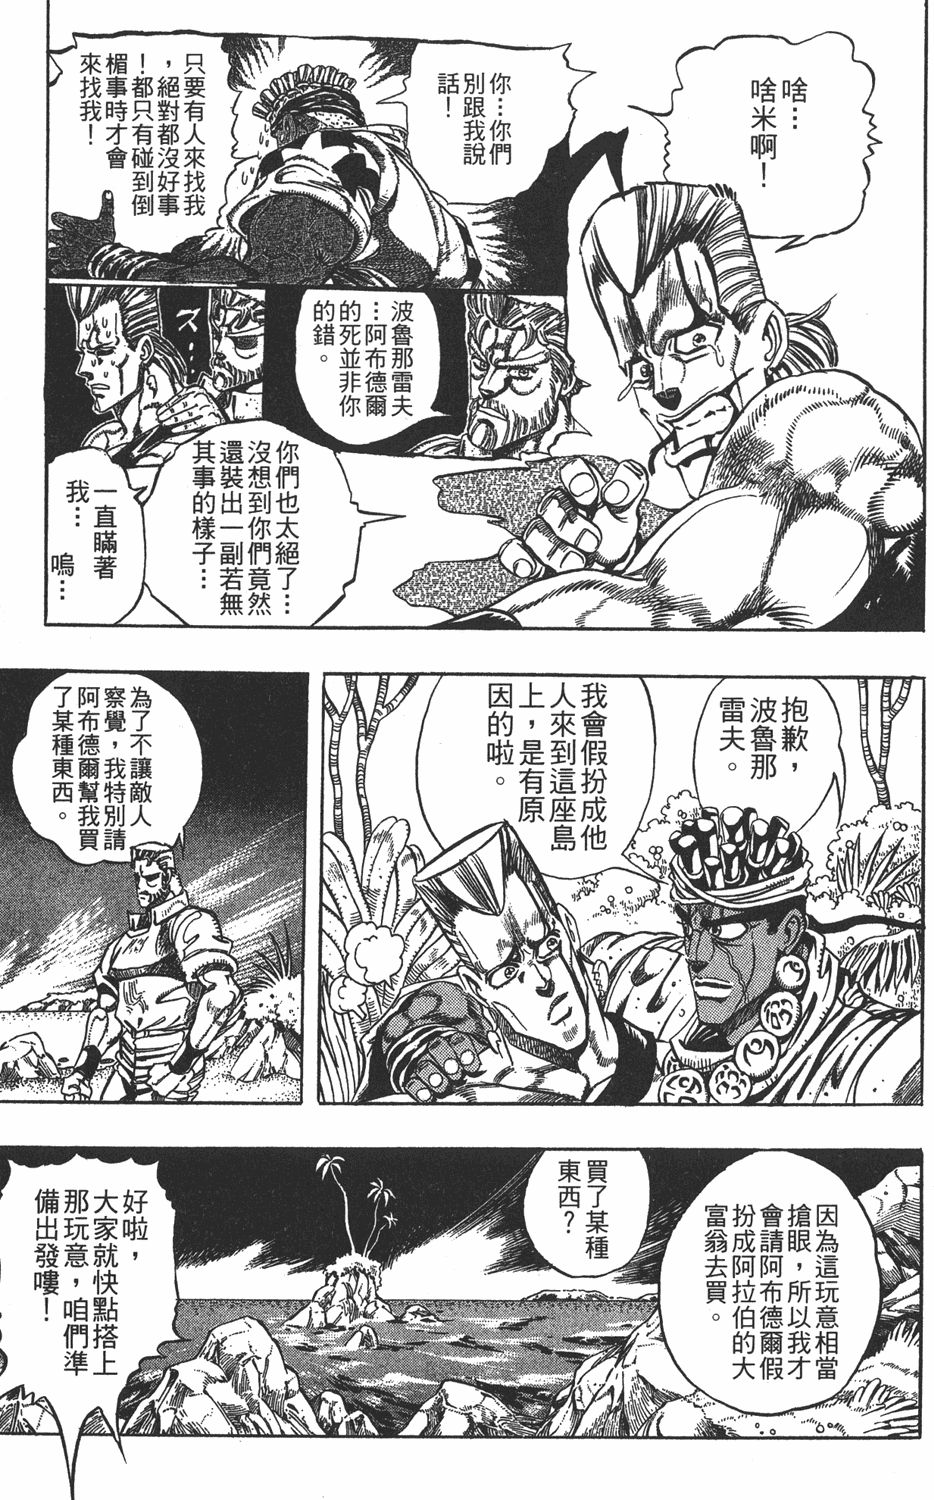 啥…
啥米啊！
你…你們
別跟我說
話！
只要有人來找我
，絕對都沒好事
！都只有碰到倒
楣事時才會
來找我！
波魯那雷夫
…阿布德爾
的死並非你
的錯。
ス…
你們也太絕了…
沒想到你們竟然
還裝出一副若無
其事的樣子…
一直瞞著
我…
嗚…
抱歉，
波魯那
雷夫。
我會假扮成他
人來到這座島
上，是有原
因的啦。
為了不讓敵人
察覺，我特別請
阿布德爾幫我買
了某種東西。
因為這玩意相當
搶眼，所以我才
會請阿布德爾假
扮成阿拉伯的大
富翁去買。
買了某種
東西？
好啦，
大家就快點搭上
那玩意，咱們準
備出發嘍！